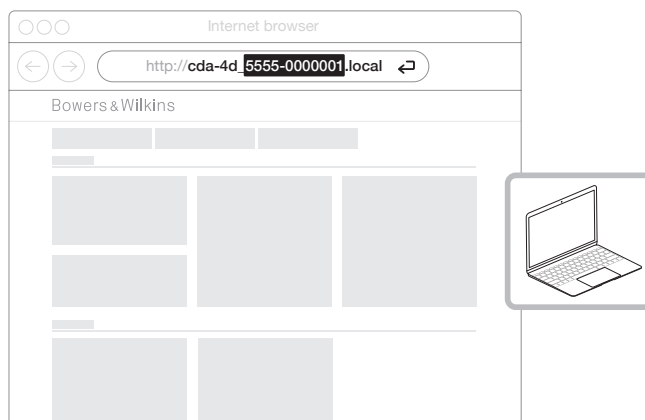 Internet browser
http://cda-4d_5555-0000001.local
Bowers & Wilkins